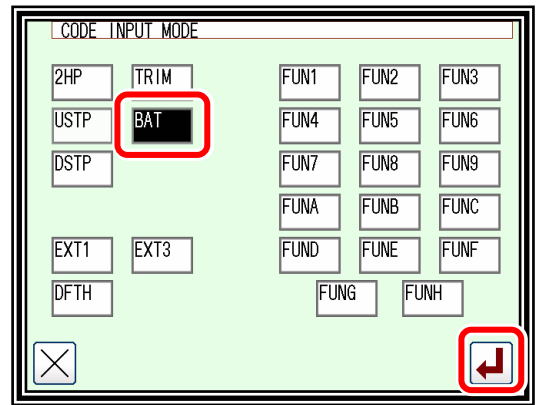 CODE INPUT MODE
2HP TRIM FUN1 FUN2 FUN3
USTP BAT FUN4 FUN5 FUN6
DSTP FUN7 FUN8 FUN9
FUNA FUNB FUNC
EXT1 EXT3 FUND FUNE FUNF
DFTH FUNG FUNH